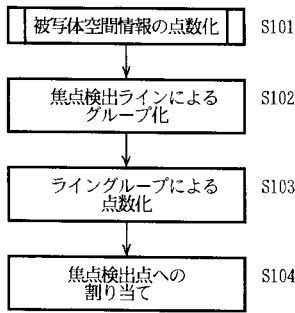 被写体空間情報の点数化 S101
焦点検出ラインによる S102
グループ化
ライングループによる S103
点数化
焦点検出点への S104
割り当て